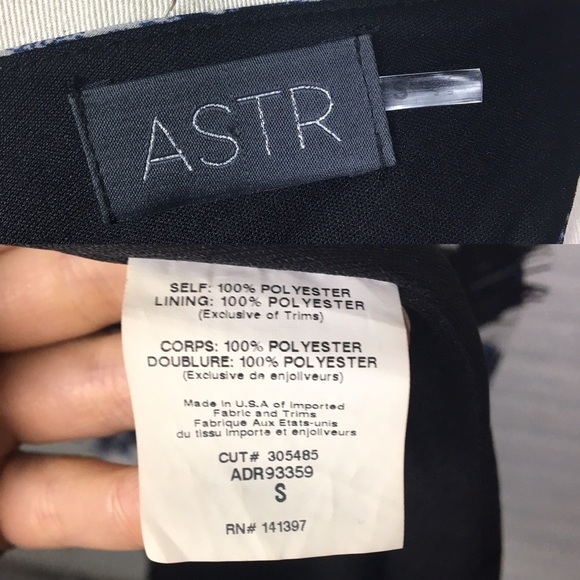 ASTR
SELF: 100% POLYESTER
LINING: 100% POLYESTER
(Exclusive of Trims)
CORPS: 100% POLYESTER
DOUBLURE: 100% POLYESTER
(Exclusive de enjoliveurs)
Made in U.S.A of Imported
Fabric and Trims
Fabrique Aux Etats-unis
du tissu importe et enjoliveurs
CUT# 305485
ADR93359
S
RN# 141397